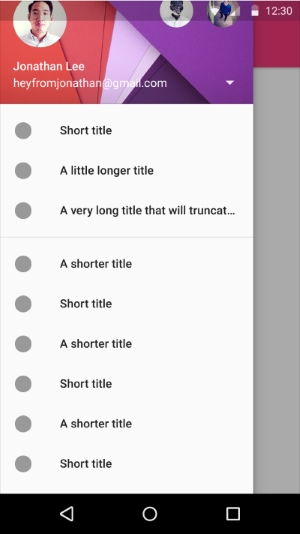 12:30
Jonathan Lee
heyfromjonathan@gmail.com
Short title
A little longer title
A very long title that will truncat...
A shorter title
Short title
A shorter title
Short title
A shorter title
Short title